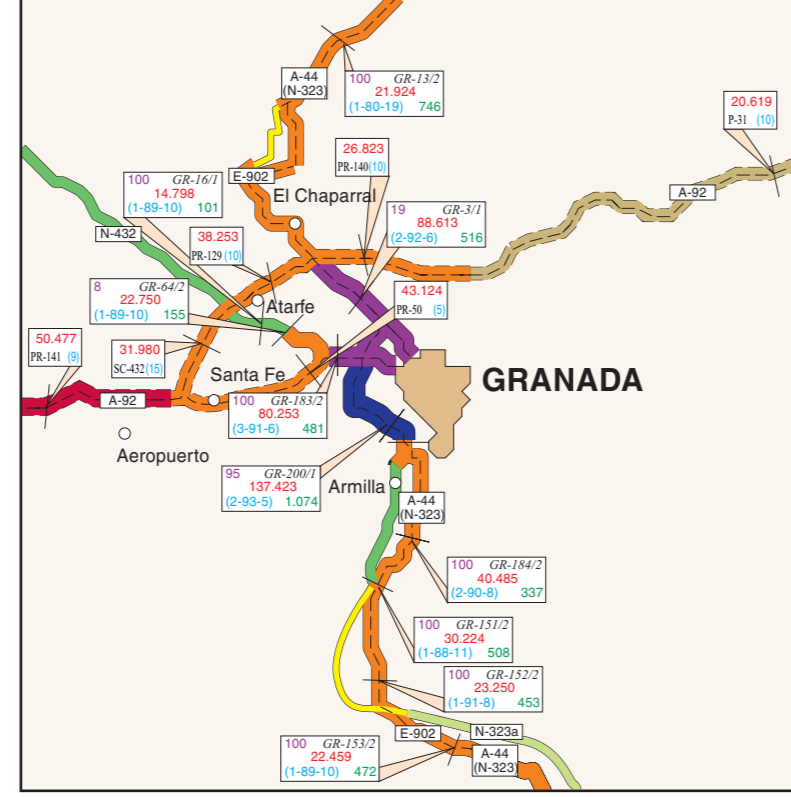 A-44
(N-323)
100 GR-13/2
21.924
(1-80-19) 746
20.619
P-31 (10)
26.823
PR-140(10)
E-902
100 GR-16/1
14.798
(1-89-10) 101
El Chaparral
A-92
19 GR-3/1
88.613
(2-92-6) 516
N-432
38.253
PR-129 (10)
8 GR-64/2
22.750
(1-89-10) 155
43.124
PR-50 (5)
Atarfe
50.477
PR-141 (9)
31.980
SC-432(15)
Santa Fe
GRANADA
A-92
100 GR-183/2
80.253
(3-91-6) 481
Aeropuerto
95 GR-200/1
137.423
(2-93-5) 1.074
Armilla
A-44
(N-323)
100 GR-184/2
40.485
(2-90-8) 337
100 GR-151/2
30.224
(1-88-11) 508
100 GR-152/2
23.250
(1-91-8) 453
E-902
N-323a
100 GR-153/2
22.459
(1-89-10) 472
A-44
(N-323)